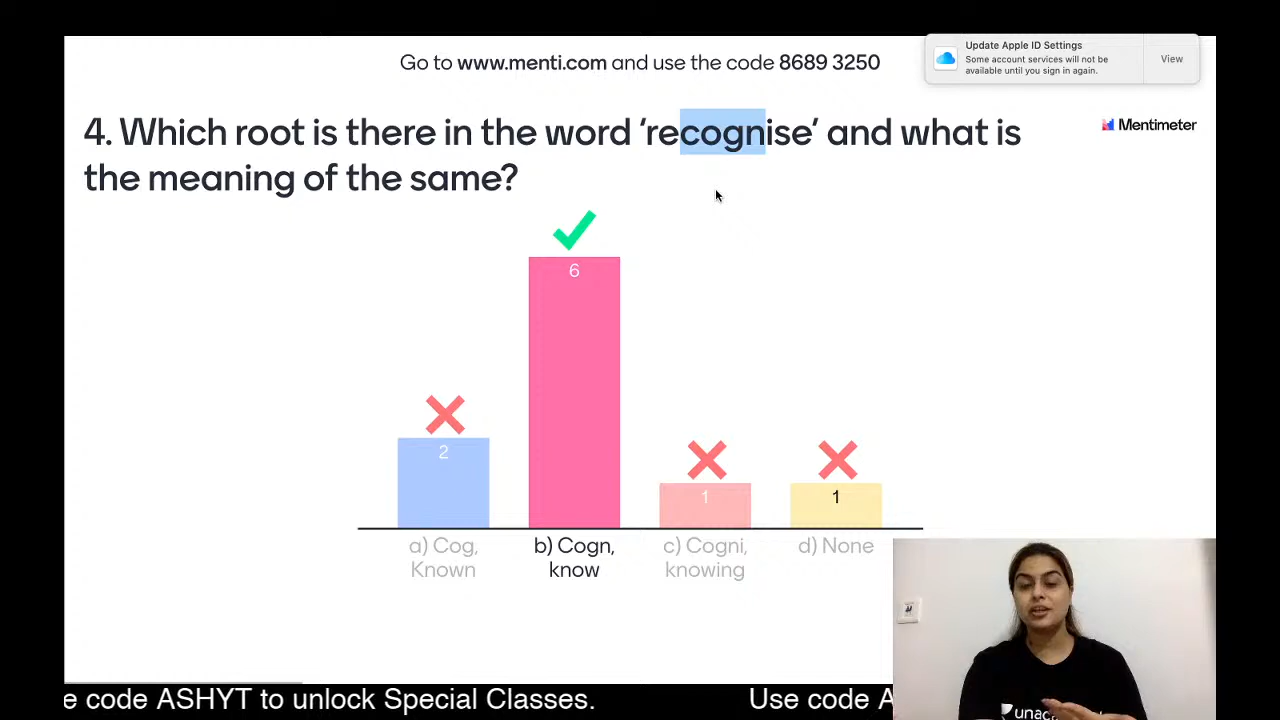 Go to www.menti.com and use the code 8689 3250
Update Apple ID Settings
Some account services will not be
available until you sign in again.
View
4. Which root is there in the word ‘recognise’ and what is
the meaning of the same?
Mentimeter
6
2
1
1
a) Cog,
Known
b) Cogn,
know
c) Cogni,
knowing
d) None
e code ASHYT to unlock Special Classes.
Use code A